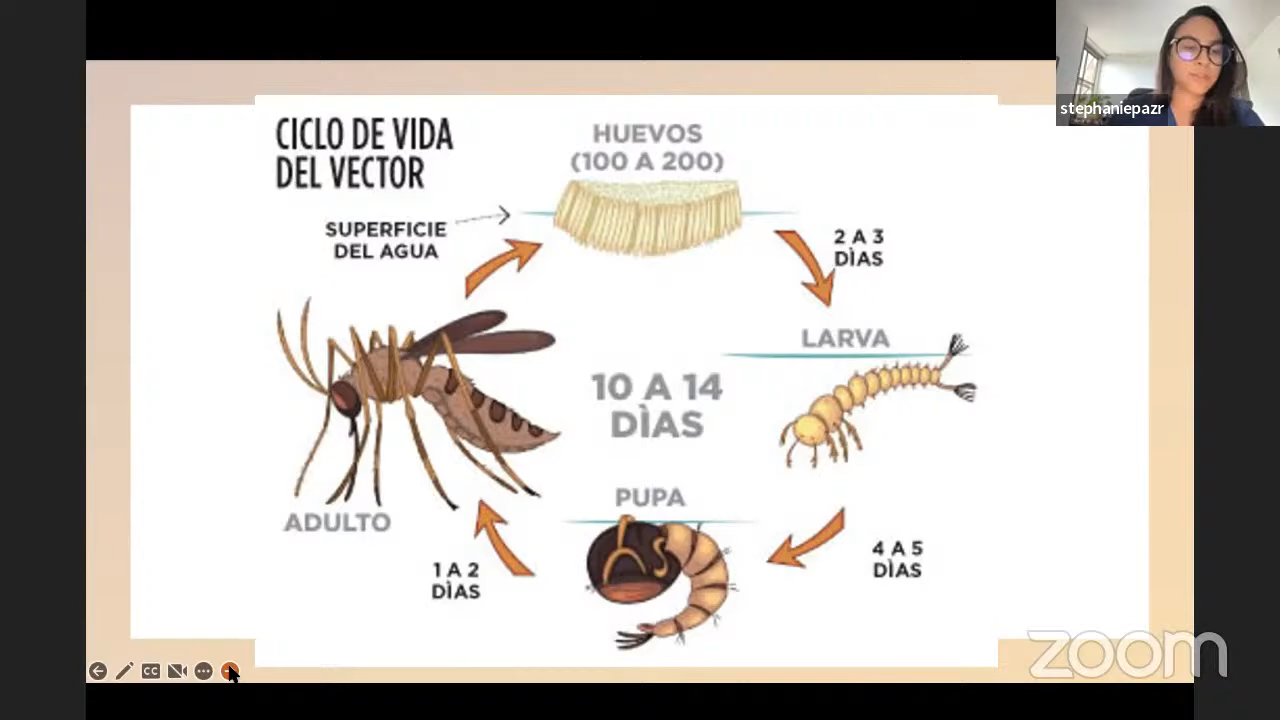 stephaniepazr
CICLO DE VIDA
DEL VECTOR
HUEVOS
(100 A 200)
SUPERFICIE
DEL AGUA
2 A 3
DÌAS
LARVA
10 A 14
DÌAS
PUPA
ADULTO
4 A 5
DÌAS
1 A 2
DÌAS
CC
zoom